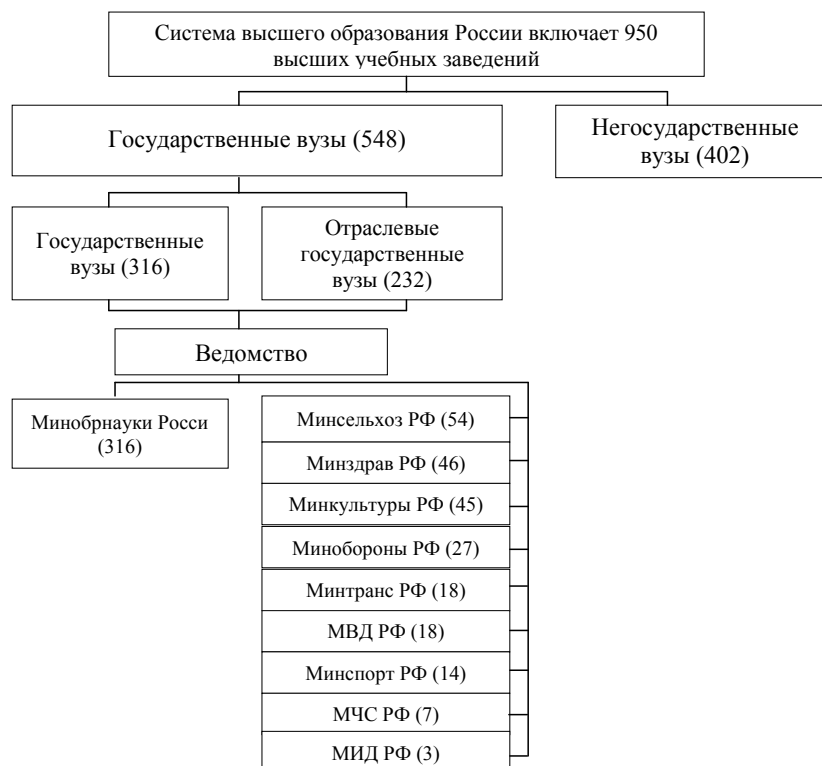 Система высшего образования России включает 950
высших учебных заведений
Государственные вузы (548)
Негосударственные
вузы (402)
Государственные
вузы (316)
Отраслевые
государственные
вузы (232)
Ведомство
Минобрнауки Росси
(316)
Минсельхоз РФ (54)
Минздрав РФ (46)
Минкультуры РФ (45)
Минобороны РФ (27)
Минтранс РФ (18)
МВД РФ (18)
Минспорт РФ (14)
МЧС РФ (7)
МИД РФ (3)